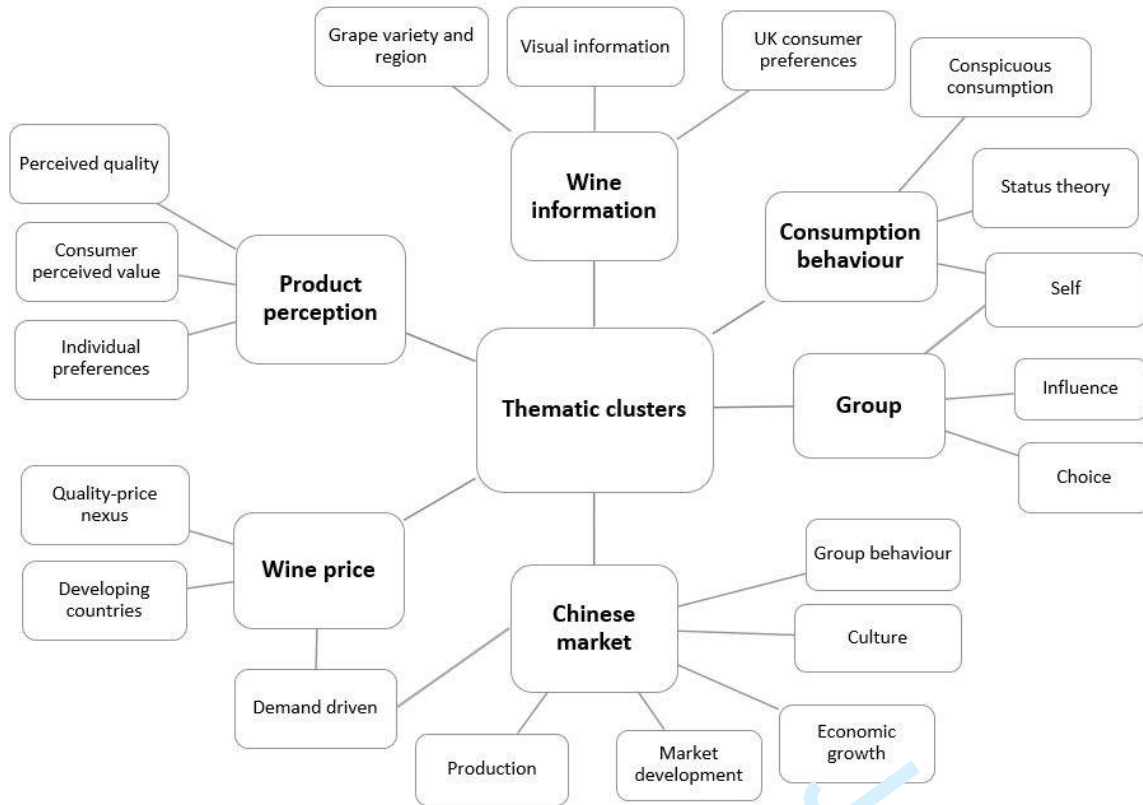 Grape variety and
region
Visual information
UK consumer
preferences
Conspicuous
consumption
Perceived quality
Wine
information
Status theory
Consumer
perceived value
Product
perception
Consumption
behaviour
Self
Individual
preferences
Thematic clusters
Group
Influence
Choice
Quality-price
nexus
Wine price
Developing
countries
Chinese
market
Group behaviour
Culture
Demand driven
Production
Market
development
Economic
growth